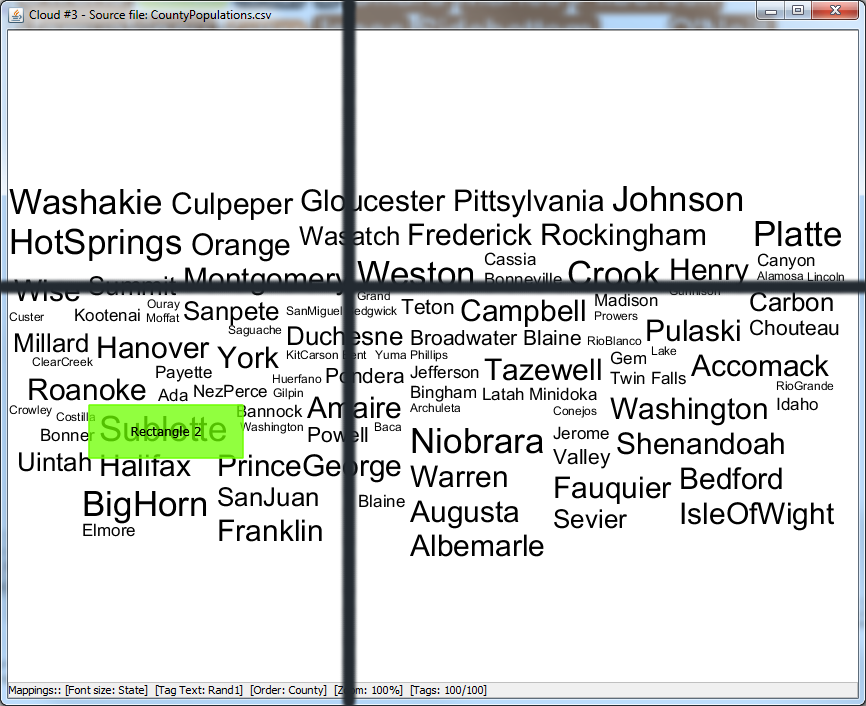 Cloud #3 - Source file: CountyPopulations.csv
Washakie Culpeper Gloucester Pittsylvania Johnson
HotSprings Orange Wasatch Frederick Rockingham Platte
Wise Summit Montgomery Weston Cassia Bonneville Crook Henry Canyon
Alamosa Lincoln
Gunnison
Custer Kootenai Ouray Moffat Sanpete SanMiguel Grand Sedgwick Teton Campbell Madison Prowers Carbon
Millard Hanover Saguache Duchesne Broadwater Blaine RioBlanco Pulaski Chouteau
ClearCreek York KitCarson Bent Yuma Phillips Tazewell Gem Lake Accomack
Payette Huerfano Pondera Jefferson Twin Falls
Roanoke Ada NezPerce Gilpin Bingham Latah Minidoka RioGrande
Crowley Costilla Bannock Amaire Archuleta Conejos Washington Idaho
Bonner Sublette Rectangle 2 Washington Powell Baca Niobrara Jerome Shenandoah
Uintah Halifax PrinceGeorge Warren Valley Bedford
BigHorn SanJuan Blaine Augusta Fauquier IsleOfWight
Elmore Franklin Albemarle Sevier
Mappings:: [Font size: State] [Tag Text: Rand1] [Order: County] [Zoom: 100%] [Tags: 100/100]